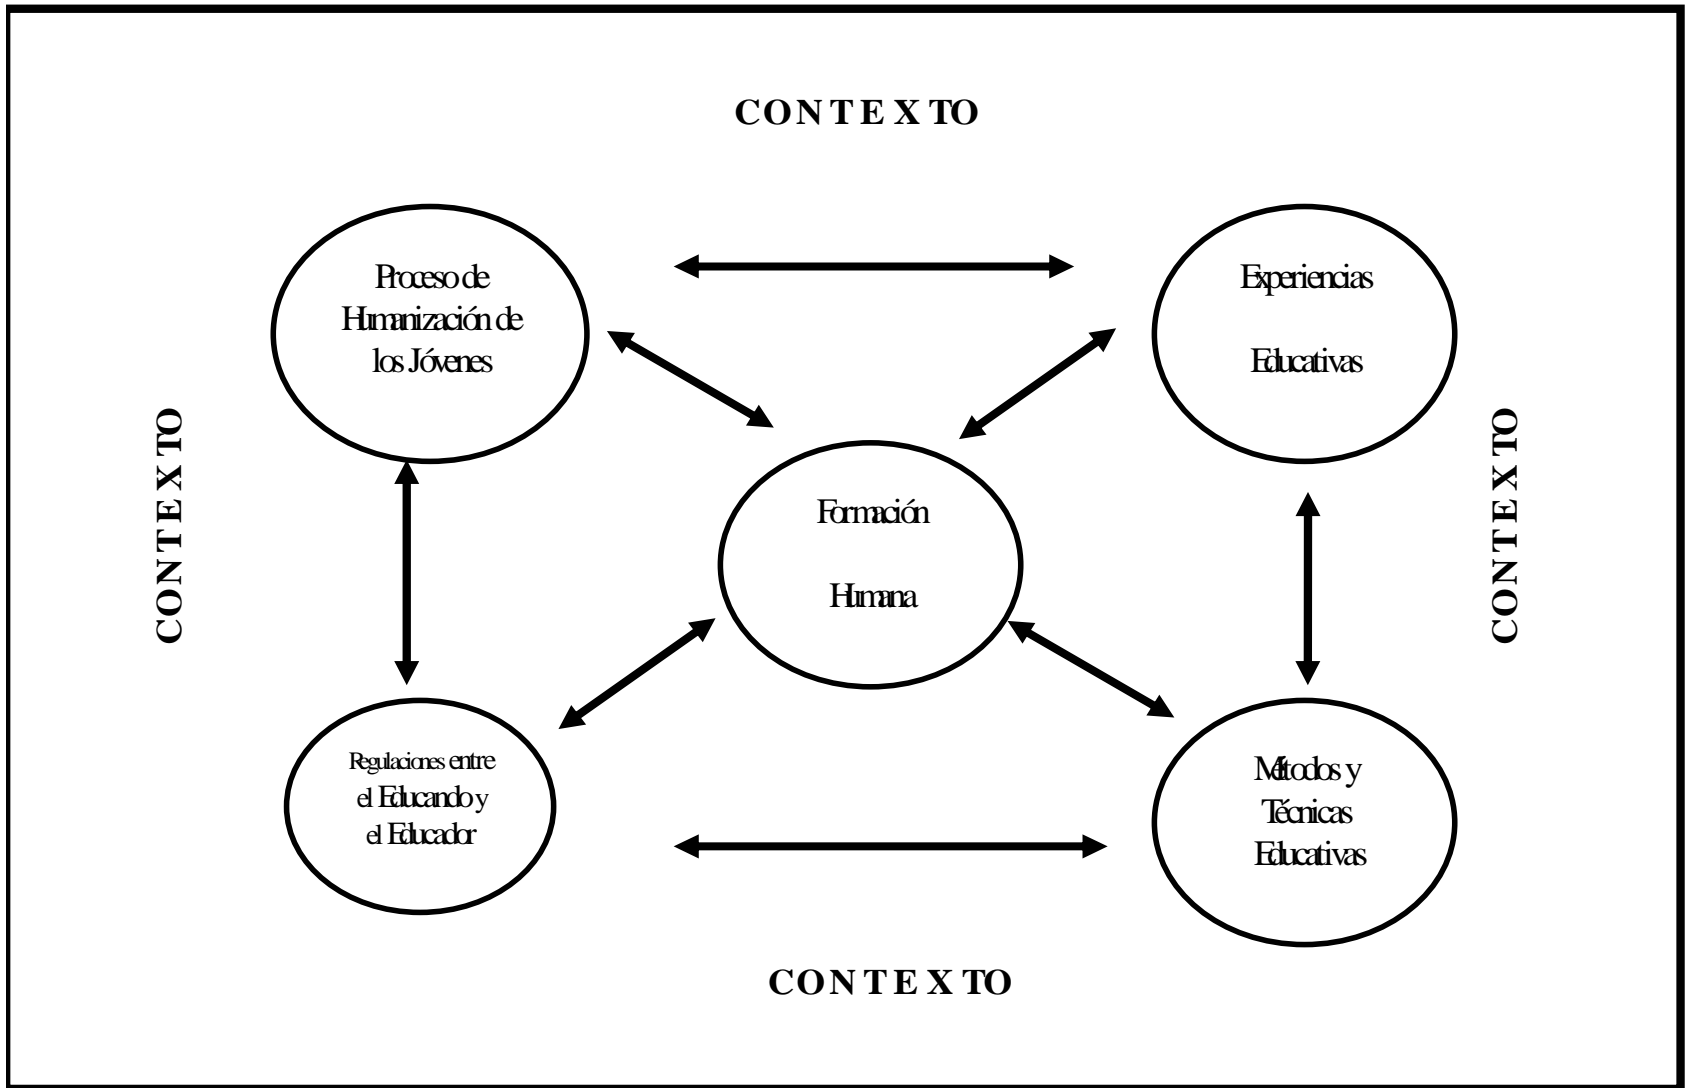 CONTEXTO
Proceso de
Humanización de
los Jóvenes
Experiencias
Educativas
CONTEXTO
CONTEXTO
Formación
Humana
Regulaciones entre
el Educando y
el Educador
Métodos y
Técnicas
Educativas
CONTEXTO